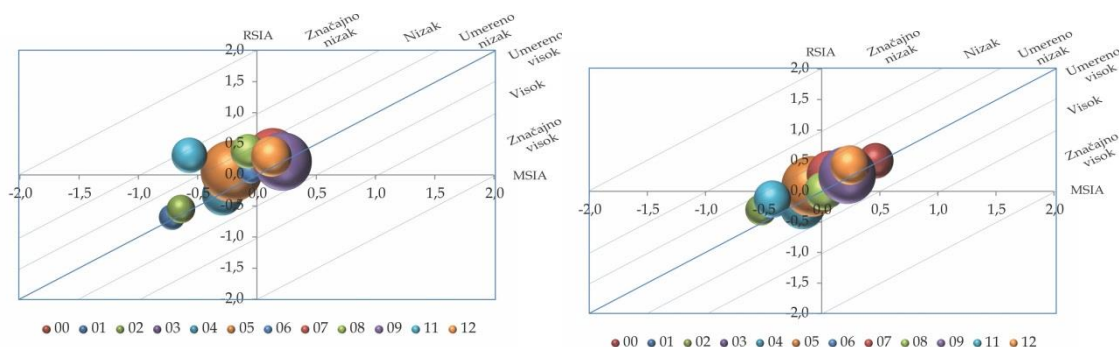 RSIA
Značajno
nizak
Nizak
Umereno
nizak
Umereno
visok
Visok
Značajno
visok
MSIA
2,0
1,5
1,0
0,5
0,0
-0,5
-1,0
-1,5
-2,0
-2,0 -1,5 -1,0 -0,5 0,0 0,5 1,0 1,5 2,0
00 01 02 03 04 05 06 07 08 09 11 12
RSIA
Značajno
nizak
Nizak
Umereno
nizak
Umereno
visok
Visok
Značajno
visok
MSIA
2,0
1,5
1,0
0,5
0,0
-0,5
-1,0
-1,5
-2,0
-2,0 -1,5 -1,0 -0,5 0,0 0,5 1,0 1,5 2,0
00 01 02 03 04 05 06 07 08 09 11 12